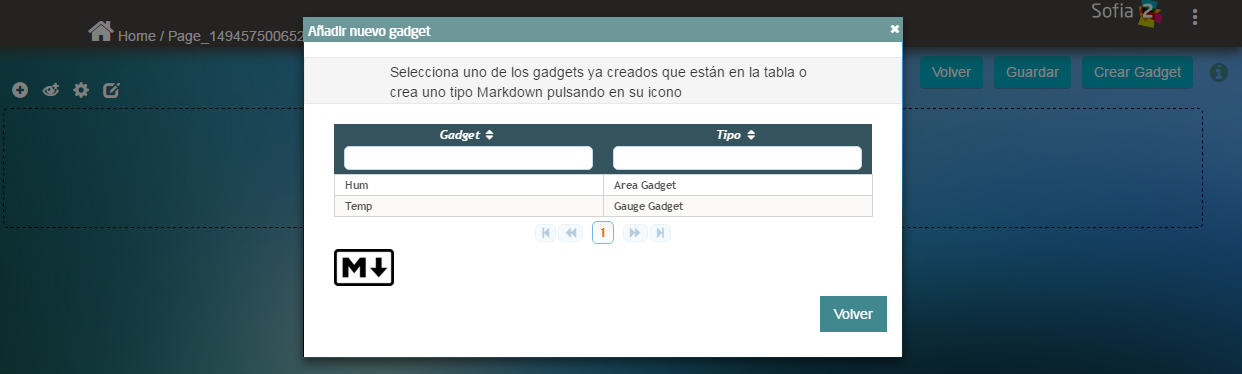 Sofia 2
Home / Page_149457500652
Añadir nuevo gadget
Selecciona uno de los gadgets ya creados que están en la tabla o
crea uno tipo Markdown pulsando en su icono
Volver Guardar Crear Gadget
Gadget Tipo
Hum Area Gadget
Temp Gauge Gadget
1
M
Volver